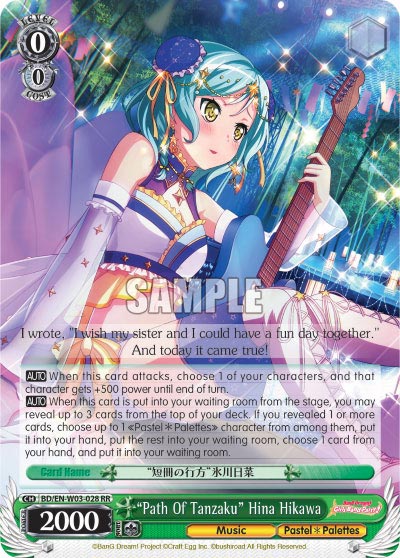 LEVEL
0
0
COST
SAMPLE
I wrote, "I wish my sister and I could have a fun day together."
And today it came true!
AUTO When this card attacks, choose 1 of your characters, and that
character gets +500 power until end of turn.
AUTO When this card is put into your waiting room from the stage, you may
reveal up to 3 cards from the top of your deck. If you revealed 1 or more
cards, choose up to 1 «Pastel＊Palettes» character from among them, put
it into your hand, put the rest into your waiting room, choose 1 card from
your hand, and put it into your waiting room.
Card Name
“短冊の行方”氷川日菜
CH BD/EN-W03-028 RR
“Path Of Tanzaku” Hina Hikawa
POWER
2000
Music
Pastel＊Palettes
©BanG Dream! Project ©Craft Egg Inc. ©bushiroad All Rights Reserved.